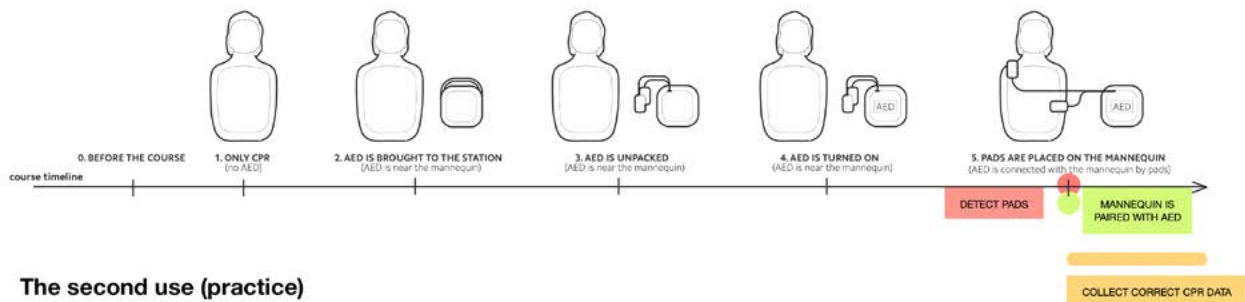 AED
AED
0. BEFORE THE COURSE
1. ONLY CPR
(no AED)
2. AED IS BROUGHT TO THE STATION
(AED is near the mannequin)
3. AED IS UNPACKED
(AED is near the mannequin)
4. AED IS TURNED ON
(AED is near the mannequin)
5. PADS ARE PLACED ON THE MANNEQUIN
(AED is connected with the mannequin by pads)
course timeline
DETECT PADS
MANNEQUIN IS
PAIRED WITH AED
The second use (practice)
COLLECT CORRECT CPR DATA